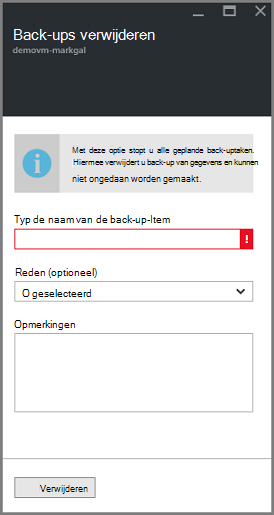 Back-ups verwijderen
demovm-markgal
Met deze optie stopt u alle geplande back-uptaken.
Hiermee verwijdert u back-up van gegevens en kunnen
niet ongedaan worden gemaakt.
Typ de naam van de back-up-Item
!
Reden (optioneel)
O geselecteerd
Opmerkingen
Verwijderen